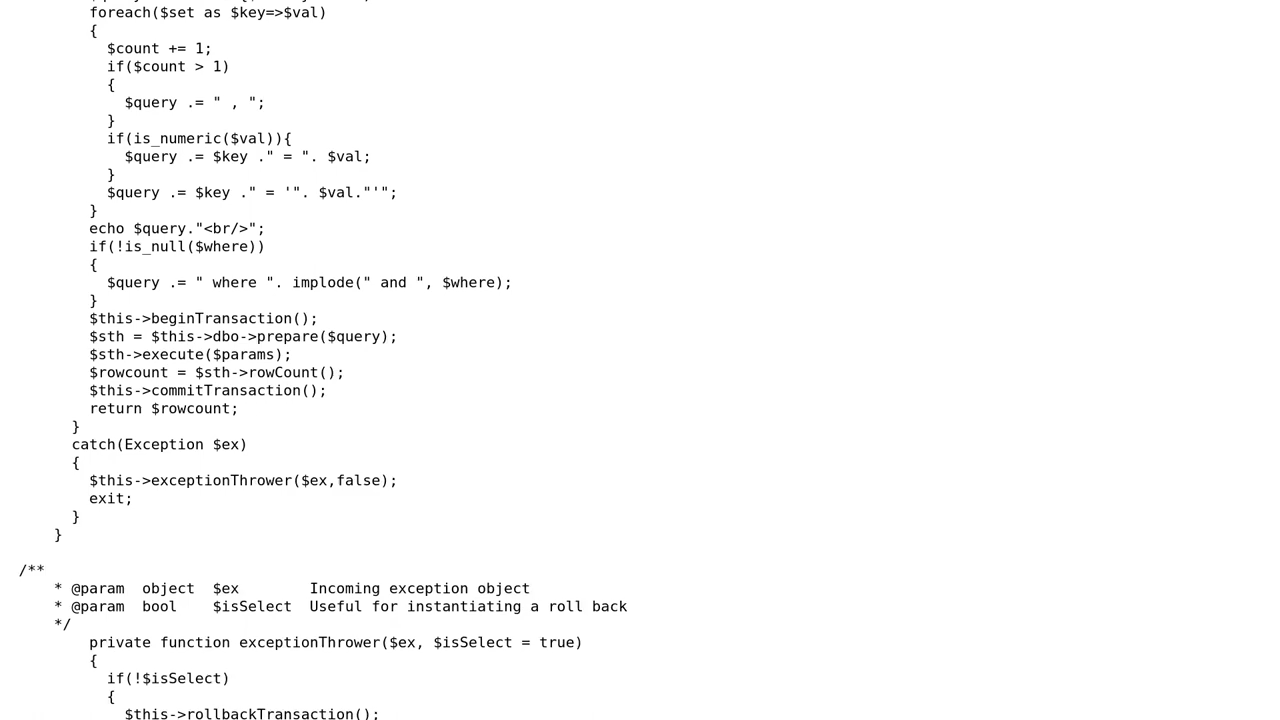 foreach($set as $key=>$val)
{
$count += 1;
if($count > 1)
{
$query .= " , ";
}
if(is_numeric($val)){
$query .= $key ." = ". $val;
}
$query .= $key ." = '". $val."'";
}
echo $query."<br/>";
if(!is_null($where))
{
$query .= " where ". implode(" and ", $where);
}
$this->beginTransaction();
$sth = $this->dbo->prepare($query);
$sth->execute($params);
$rowcount = $sth->rowCount();
$this->commitTransaction();
return $rowcount;
}
catch(Exception $ex)
{
$this->exceptionThrower($ex,false);
exit;
}
}
/**
* @param  object  $ex        Incoming exception object
* @param  bool    $isSelect  Useful for instantiating a roll back
*/
private function exceptionThrower($ex, $isSelect = true)
{
if(!$isSelect)
{
$this->rollbackTransaction();